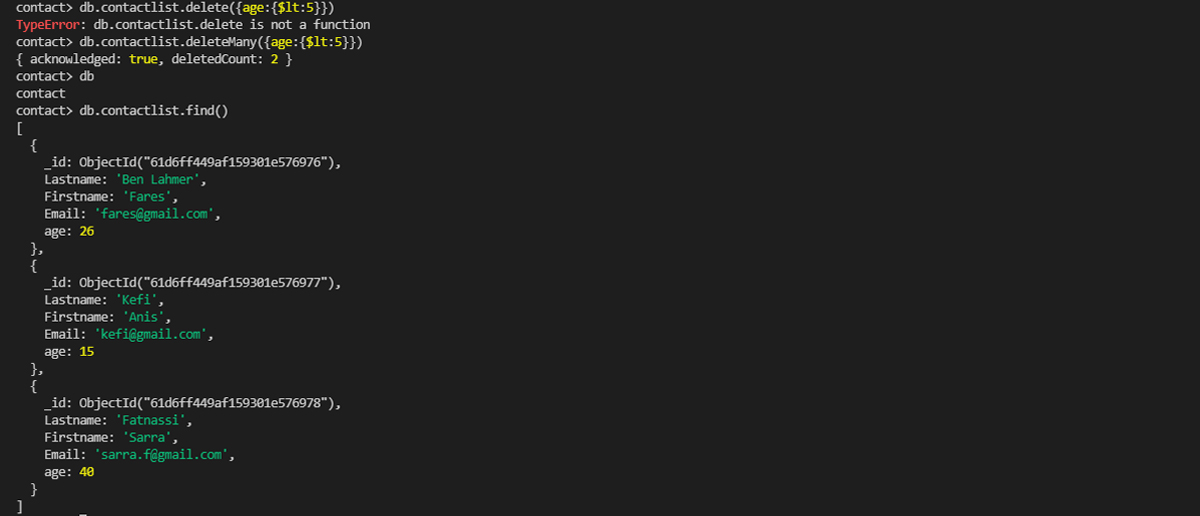 contact> db.contactlist.delete({age:{$lt:5}})
TypeError: db.contactlist.delete is not a function
contact> db.contactlist.deleteMany({age:{$lt:5}})
{ acknowledged: true, deletedCount: 2 }
contact> db
contact
contact> db.contactlist.find()
[
  {
    _id: ObjectId("61d6ff449af159301e576976"),
    Lastname: 'Ben Lahmer',
    Firstname: 'Fares',
    Email: 'fares@gmail.com',
    age: 26
  },
  {
    _id: ObjectId("61d6ff449af159301e576977"),
    Lastname: 'Kefi',
    Firstname: 'Anis',
    Email: 'kefi@gmail.com',
    age: 15
  },
  {
    _id: ObjectId("61d6ff449af159301e576978"),
    Lastname: 'Fatnassi',
    Firstname: 'Sarra',
    Email: 'sarra.f@gmail.com',
    age: 40
  }
]